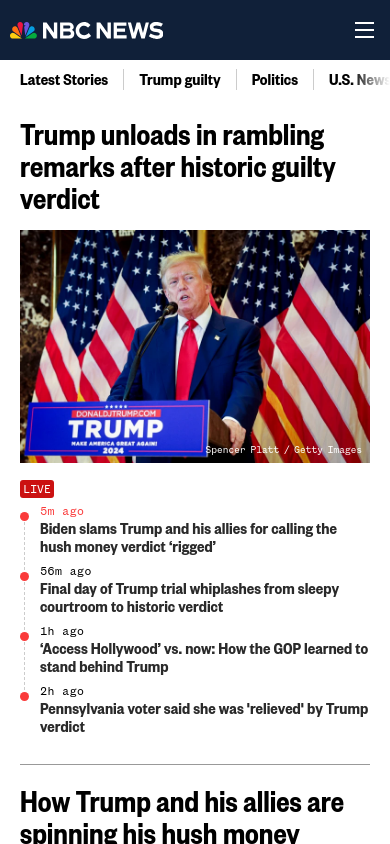 NBC NEWS
Latest Stories
Trump guilty
Politics
U.S. News
Trump unloads in rambling
remarks after historic guilty
verdict
DONALDJTRUMP.COM
TRUMP
MAKE AMERICA GREAT AGAIN!
2024
Spencer Platt / Getty Images
LIVE
5m ago
Biden slams Trump and his allies for calling the
hush money verdict ‘rigged’
56m ago
Final day of Trump trial whiplashes from sleepy
courtroom to historic verdict
1h ago
‘Access Hollywood’ vs. now: How the GOP learned to
stand behind Trump
2h ago
Pennsylvania voter said she was 'relieved' by Trump
verdict
How Trump and his allies are
spinning his hush money